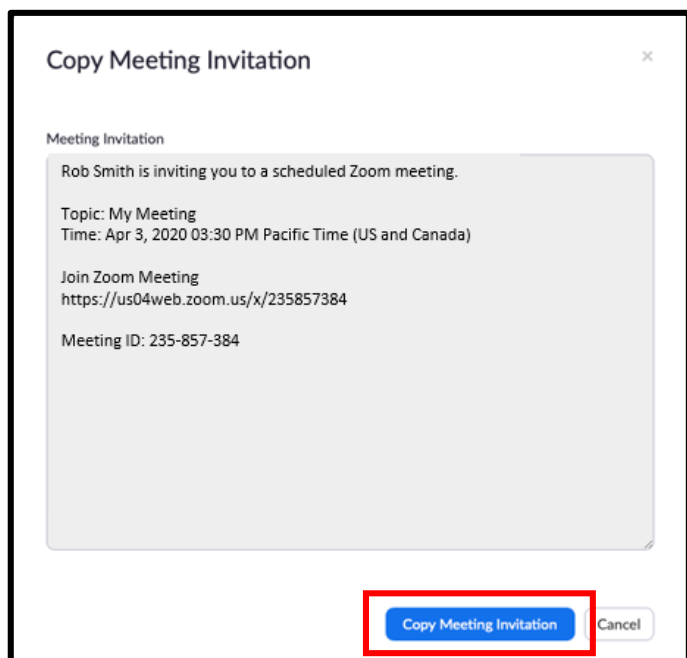 Copy Meeting Invitation
×
Meeting Invitation
Rob Smith is inviting you to a scheduled Zoom meeting.
Topic: My Meeting
Time: Apr 3, 2020 03:30 PM Pacific Time (US and Canada)
Join Zoom Meeting
https://us04web.zoom.us/x/235857384
Meeting ID: 235-857-384
Copy Meeting Invitation
Cancel